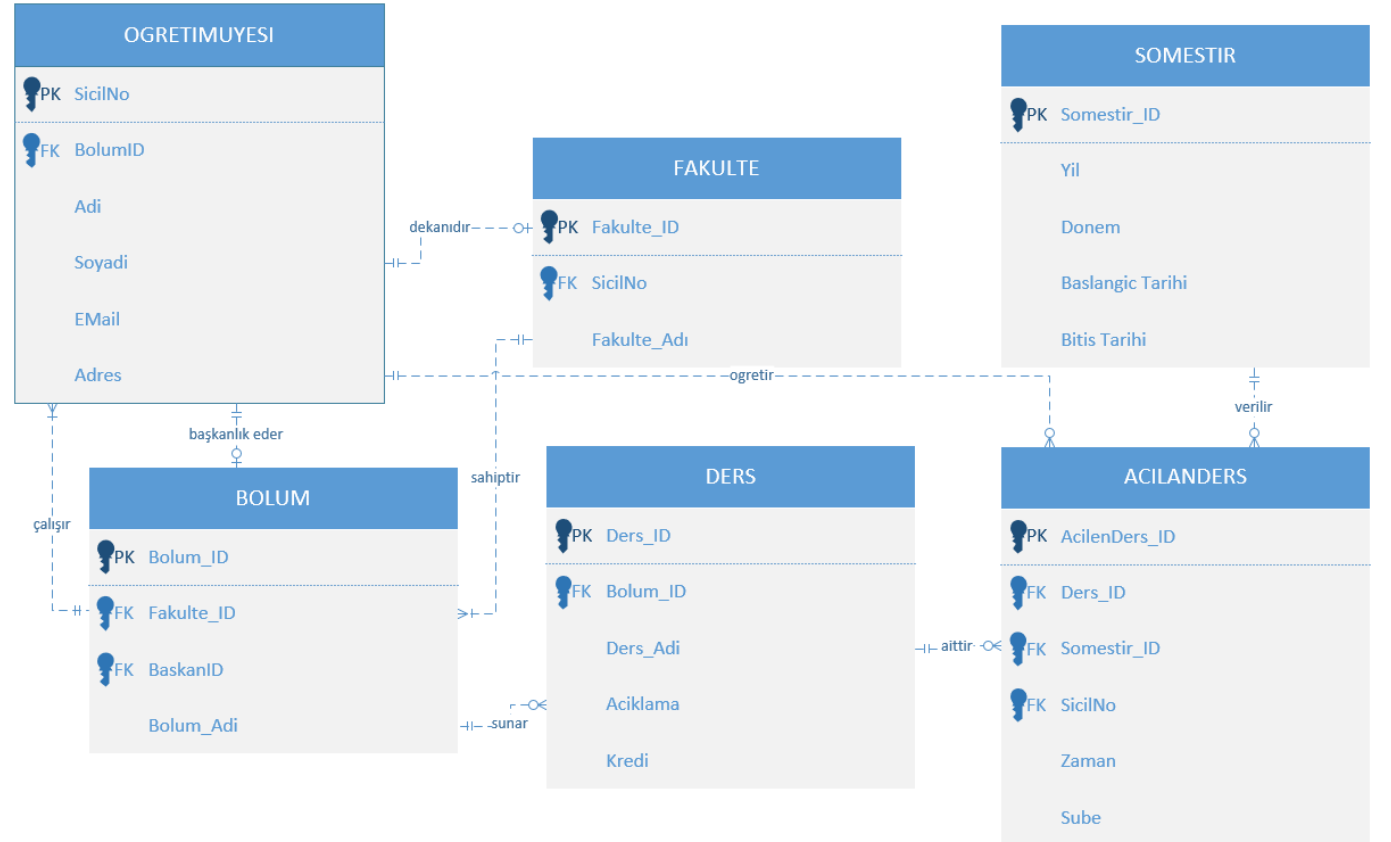 OGRETIMUYESI
PK SicilNo
FK BolumID
Adi
Soyadi
EMail
Adres
SOMESTIR
PK Somestir_ID
Yil
Donem
Baslangic Tarihi
Bitis Tarihi
FAKULTE
PK Fakulte_ID
FK SicilNo
Fakulte_Adı
dekanıdır
ogretir
verilir
başkanlık eder
çalışır
sahiptir
BOLUM
PK Bolum_ID
FK Fakulte_ID
FK BaskanID
Bolum_Adi
sunar
DERS
PK Ders_ID
FK Bolum_ID
Ders_Adi
Aciklama
Kredi
aittir
ACILANDERS
PK AcilenDers_ID
FK Ders_ID
FK Somestir_ID
FK SicilNo
Zaman
Sube